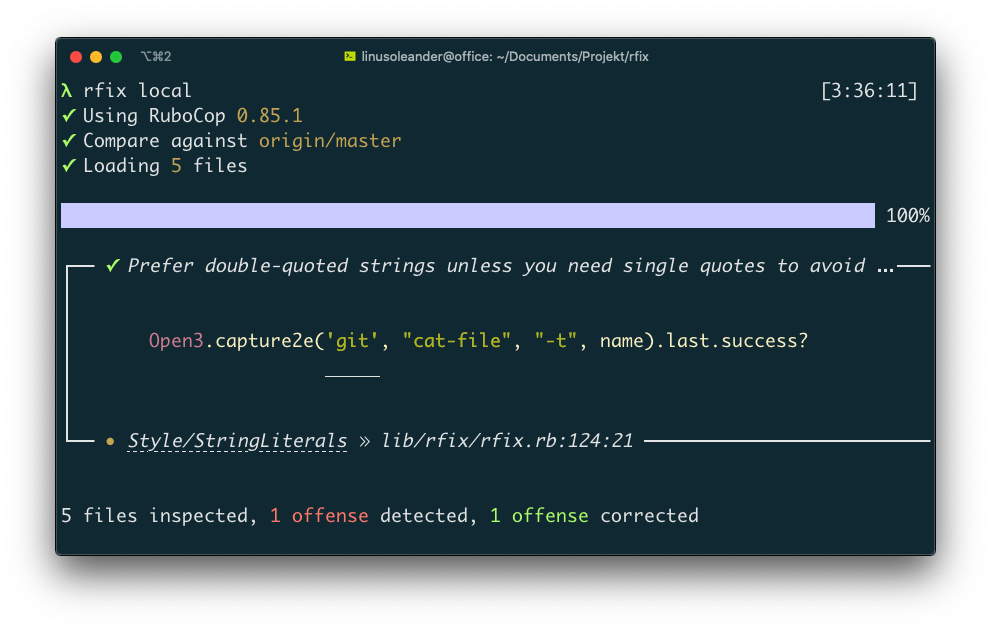 ⌥⌘2 linusoleander@office: ~/Documents/Projekt/rfix
λ rfix local [3:36:11]
✓ Using RuboCop 0.85.1
✓ Compare against origin/master
✓ Loading 5 files
100%
✓ Prefer double-quoted strings unless you need single quotes to avoid ...
Open3.capture2e('git', "cat-file", "-t", name).last.success?
• Style/StringLiterals » lib/rfix/rfix.rb:124:21
5 files inspected, 1 offense detected, 1 offense corrected